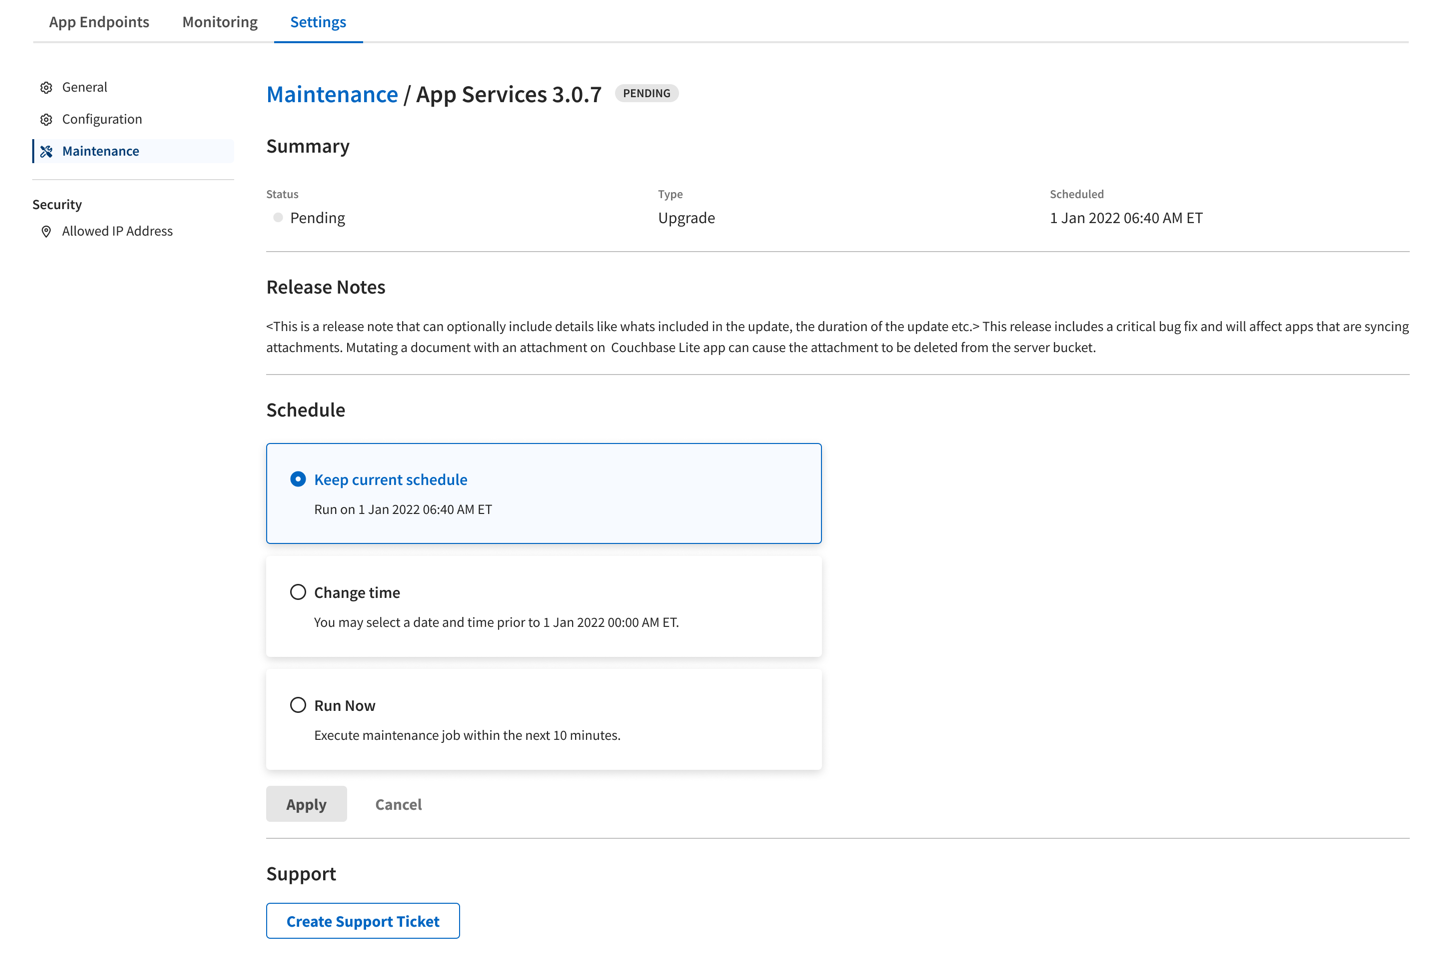 App Endpoints Monitoring Settings
General
Configuration
Maintenance
Security
Allowed IP Address
Maintenance / App Services 3.0.7 PENDING
Summary
Status Type Scheduled
Pending Upgrade 1 Jan 2022 06:40 AM ET
Release Notes
<This is a release note that can optionally include details like whats included in the update, the duration of the update etc.> This release includes a critical bug fix and will affect apps that are syncing
attachments. Mutating a document with an attachment on Couchbase Lite app can cause the attachment to be deleted from the server bucket.
Schedule
Keep current schedule
Run on 1 Jan 2022 06:40 AM ET
Change time
You may select a date and time prior to 1 Jan 2022 00:00 AM ET.
Run Now
Execute maintenance job within the next 10 minutes.
Apply Cancel
Support
Create Support Ticket